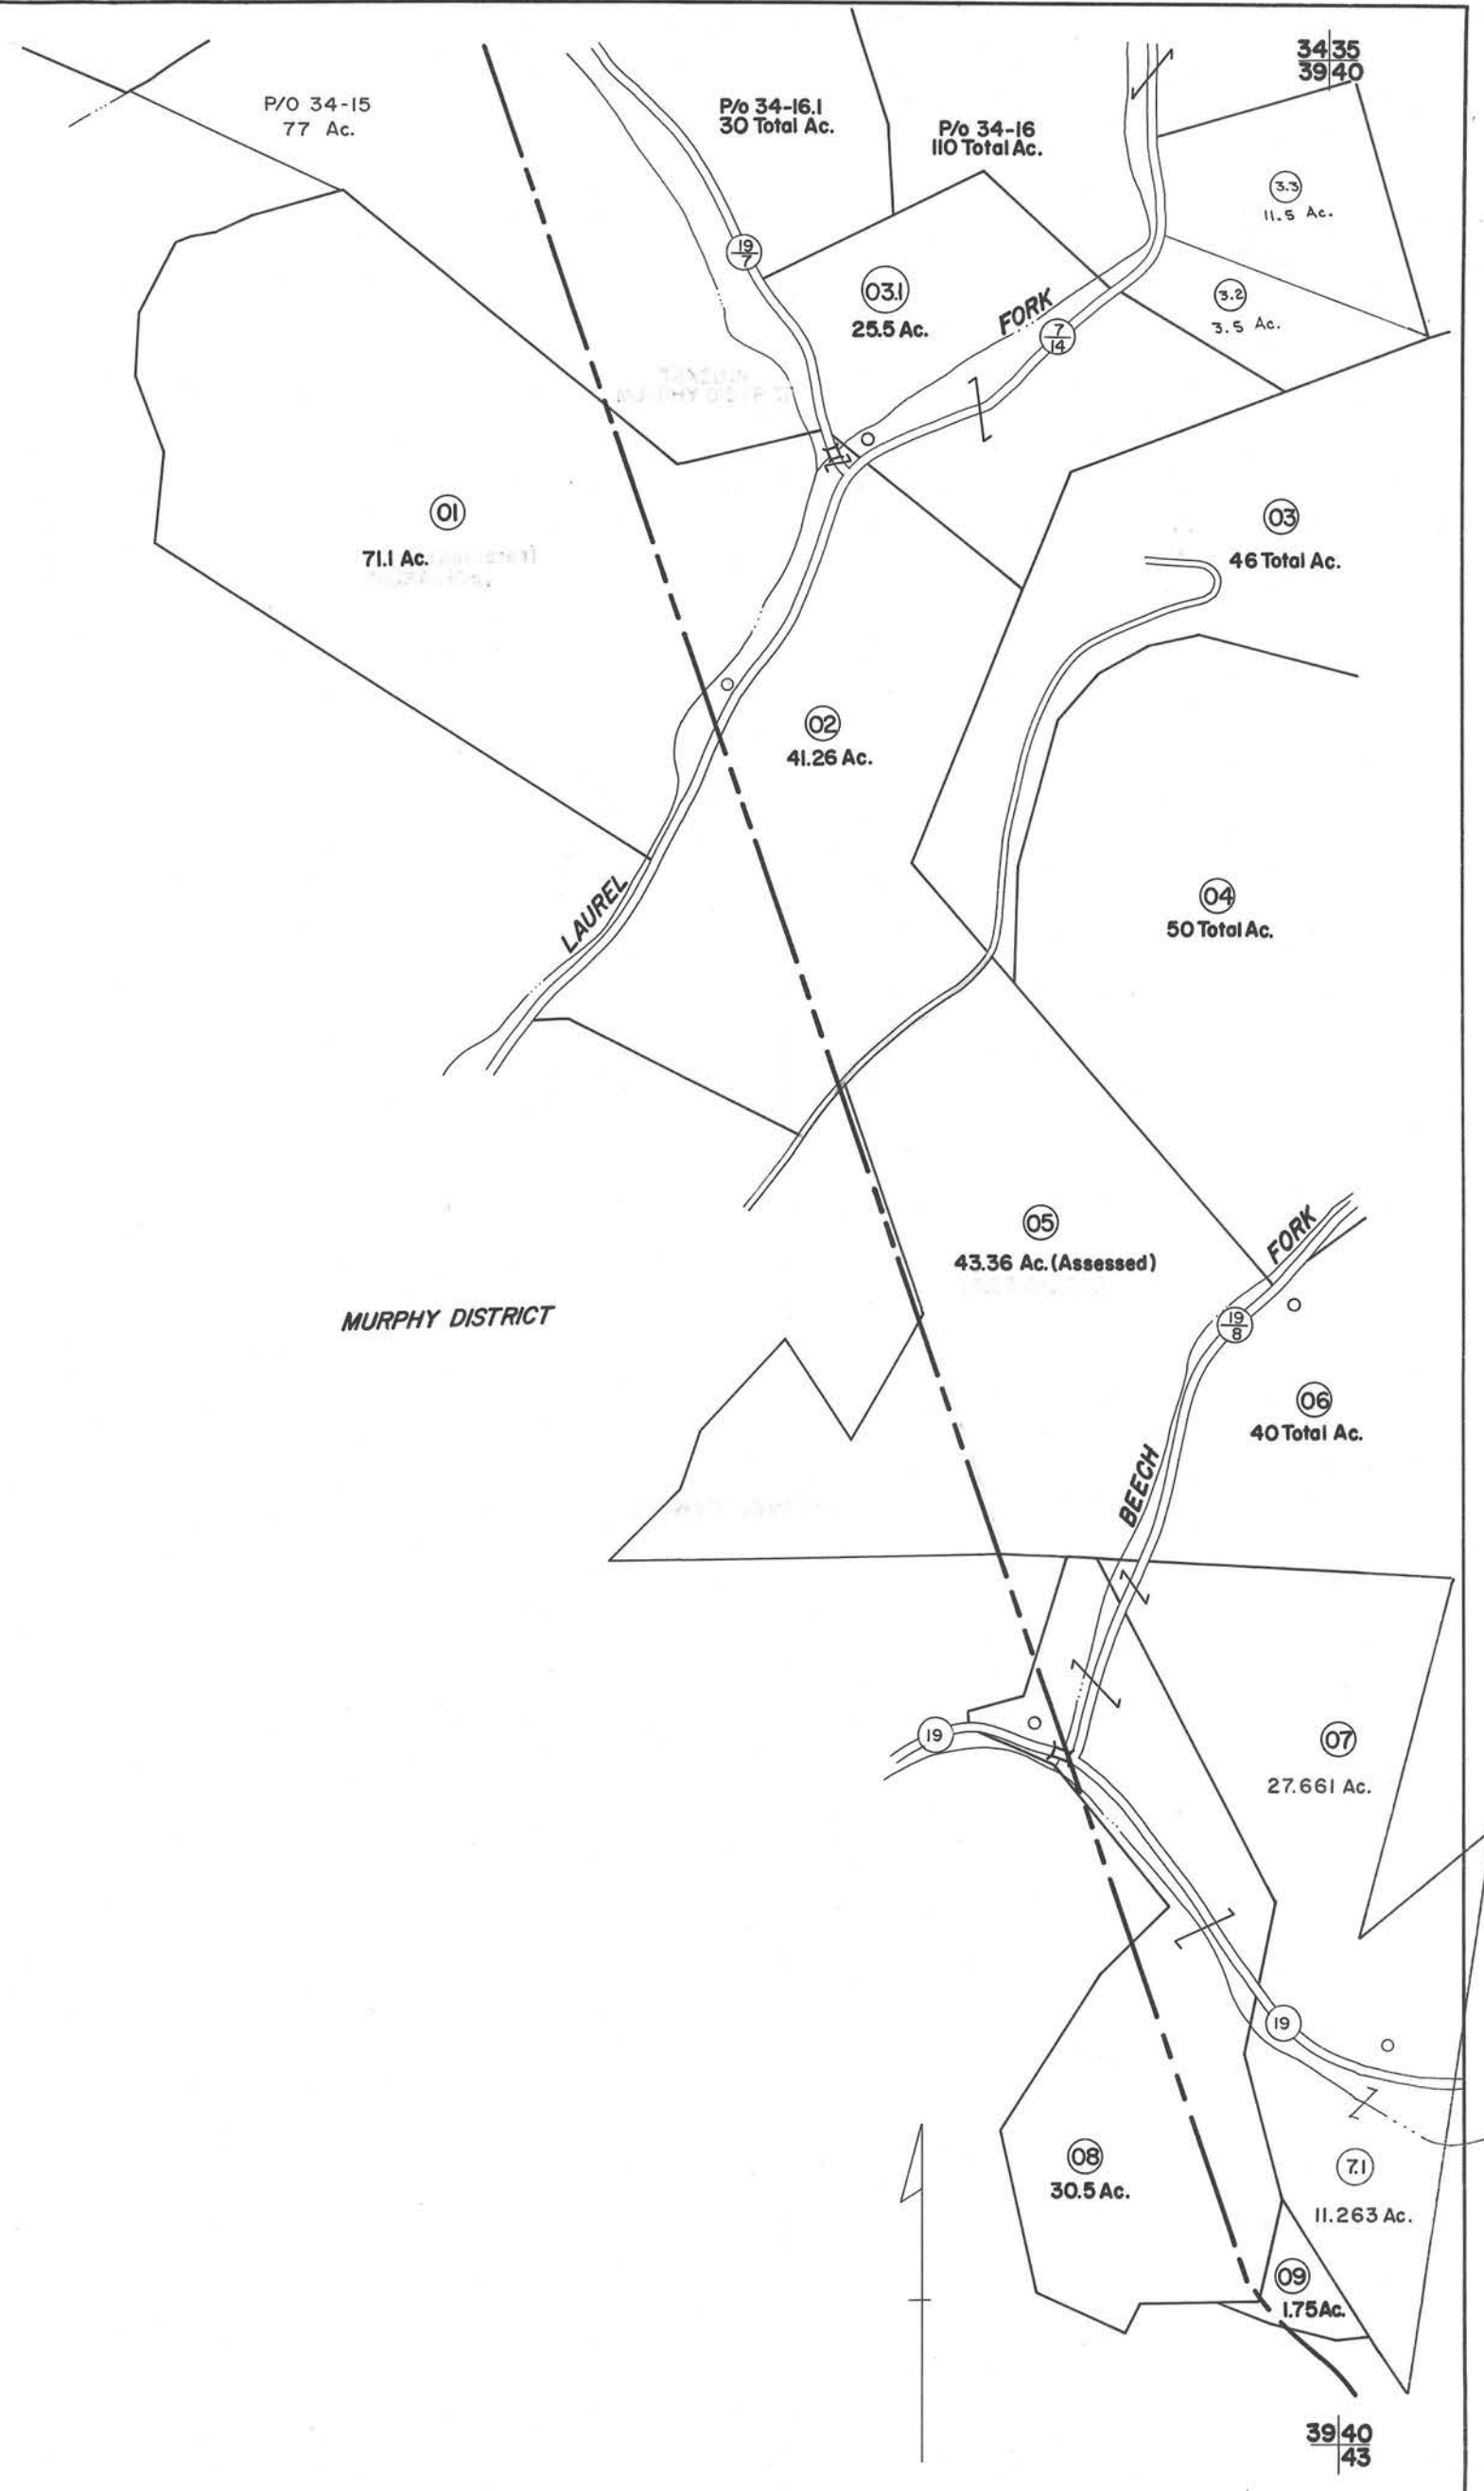 34 35
39 40
P/O 34-15
77 Ac.
P/o 34-16.1
30 Total Ac.
P/o 34-16
110 Total Ac.
3.3
11.5 Ac.
19
7
03.1
25.5 Ac.
FORK
7
14
3.2
3.5 Ac.
01
71.1 Ac.
03
46 Total Ac.
02
41.26 Ac.
LAUREL
04
50 Total Ac.
05
43.36 Ac. (Assessed)
FORK
MURPHY DISTRICT
19
8
06
40 Total Ac.
BEECH
19
07
27.661 Ac.
19
08
30.5 Ac.
7.1
11.263 Ac.
09
1.75 Ac.
39 40
43